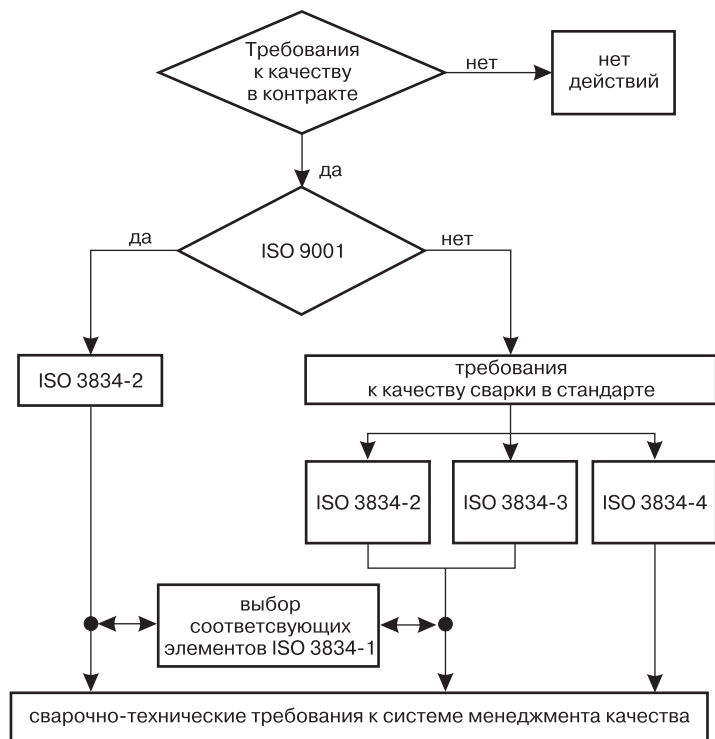 Требования
к качеству
в контракте
нет
нет
действий
да
да
ISO 9001
нет
ISO 3834-2
требования
к качеству сварки в стандарте
ISO 3834-2
ISO 3834-3
ISO 3834-4
выбор
соответсвующих
элементов ISO 3834-1
сварочно-технические требования к системе менеджмента качества